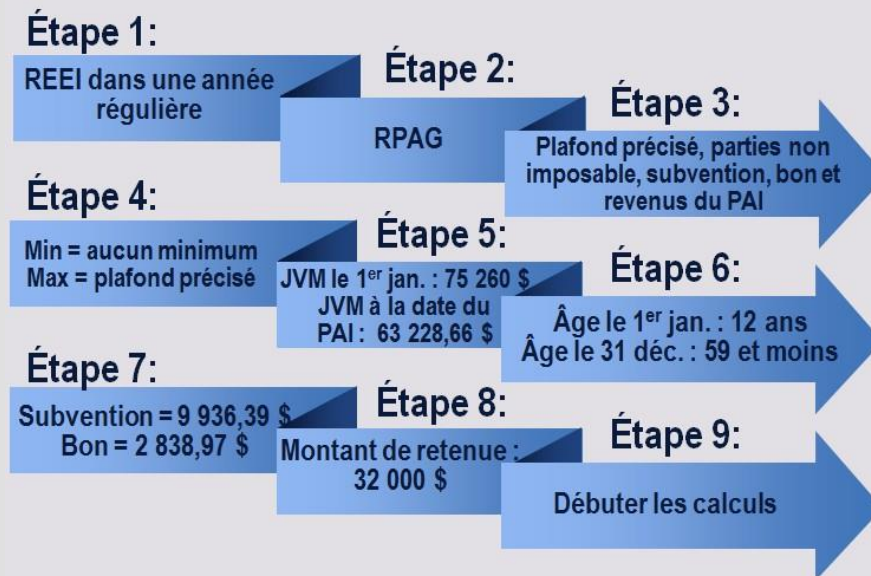 Étape 1:
REEI dans une année
régulière
Étape 2:
RPAG
Étape 3:
Plafond précisé, parties non
imposable, subvention, bon et
revenus du PAI
Étape 4:
Min = aucun minimum
Max = plafond précisé
Étape 5:
JVM le 1er jan. : 75 260 $
JVM à la date du
PAI : 63 228,66 $
Étape 6:
Âge le 1er jan. : 12 ans
Âge le 31 déc. : 59 et moins
Étape 7:
Subvention = 9 936,39 $
Bon = 2 838,97 $
Étape 8:
Montant de retenue :
32 000 $
Étape 9:
Débuter les calculs